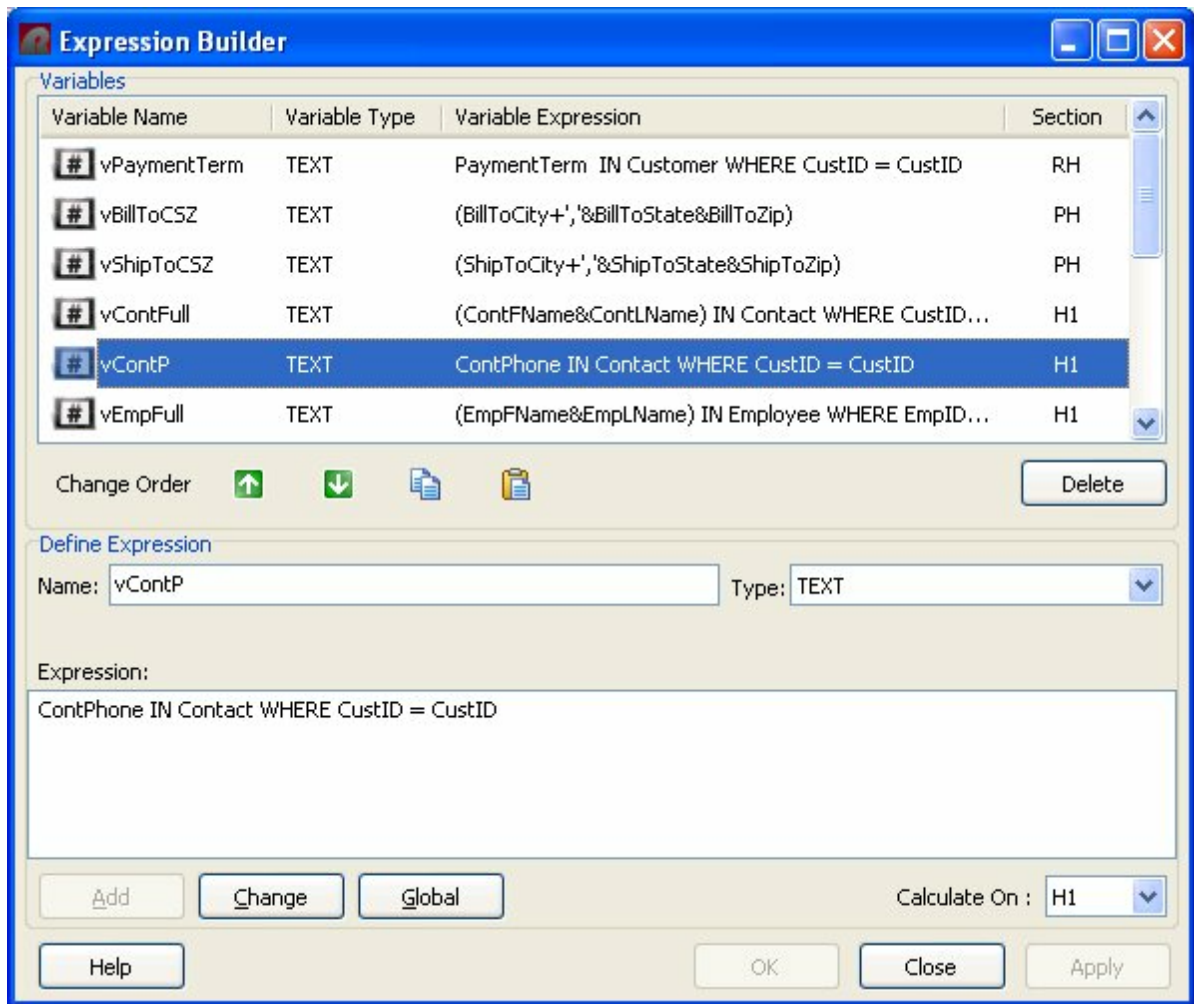 Expression Builder
Variables
Variable Name Variable Type Variable Expression Section
# vPaymentTerm TEXT PaymentTerm IN Customer WHERE CustID = CustID RH
# vBillToCSZ TEXT (BillToCity+','&BillToState&BillToZip) PH
# vShipToCSZ TEXT (ShipToCity+','&ShipToState&ShipToZip) PH
# vContFull TEXT (ContFName&ContLName) IN Contact WHERE CustID... H1
# vContP TEXT ContPhone IN Contact WHERE CustID = CustID H1
# vEmpFull TEXT (EmpFName&EmpLName) IN Employee WHERE EmpID... H1
Change Order Delete
Define Expression
Name: vContP Type: TEXT
Expression:
ContPhone IN Contact WHERE CustID = CustID
Add Change Global Calculate On : H1
Help OK Close Apply